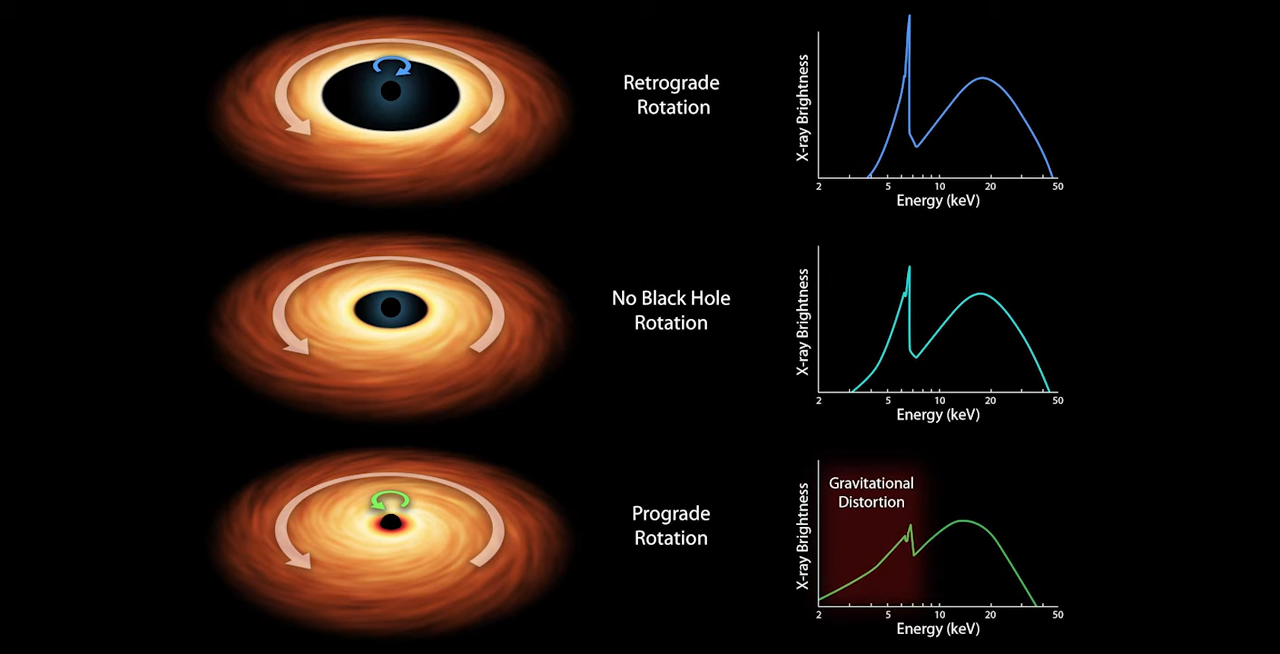 Retrograde
Rotation
X-ray Brightness
2 5 10 20 50
Energy (keV)
No Black Hole
Rotation
X-ray Brightness
2 5 10 20 50
Energy (keV)
Prograde
Rotation
X-ray Brightness
Gravitational
Distortion
2 5 10 20 50
Energy (keV)